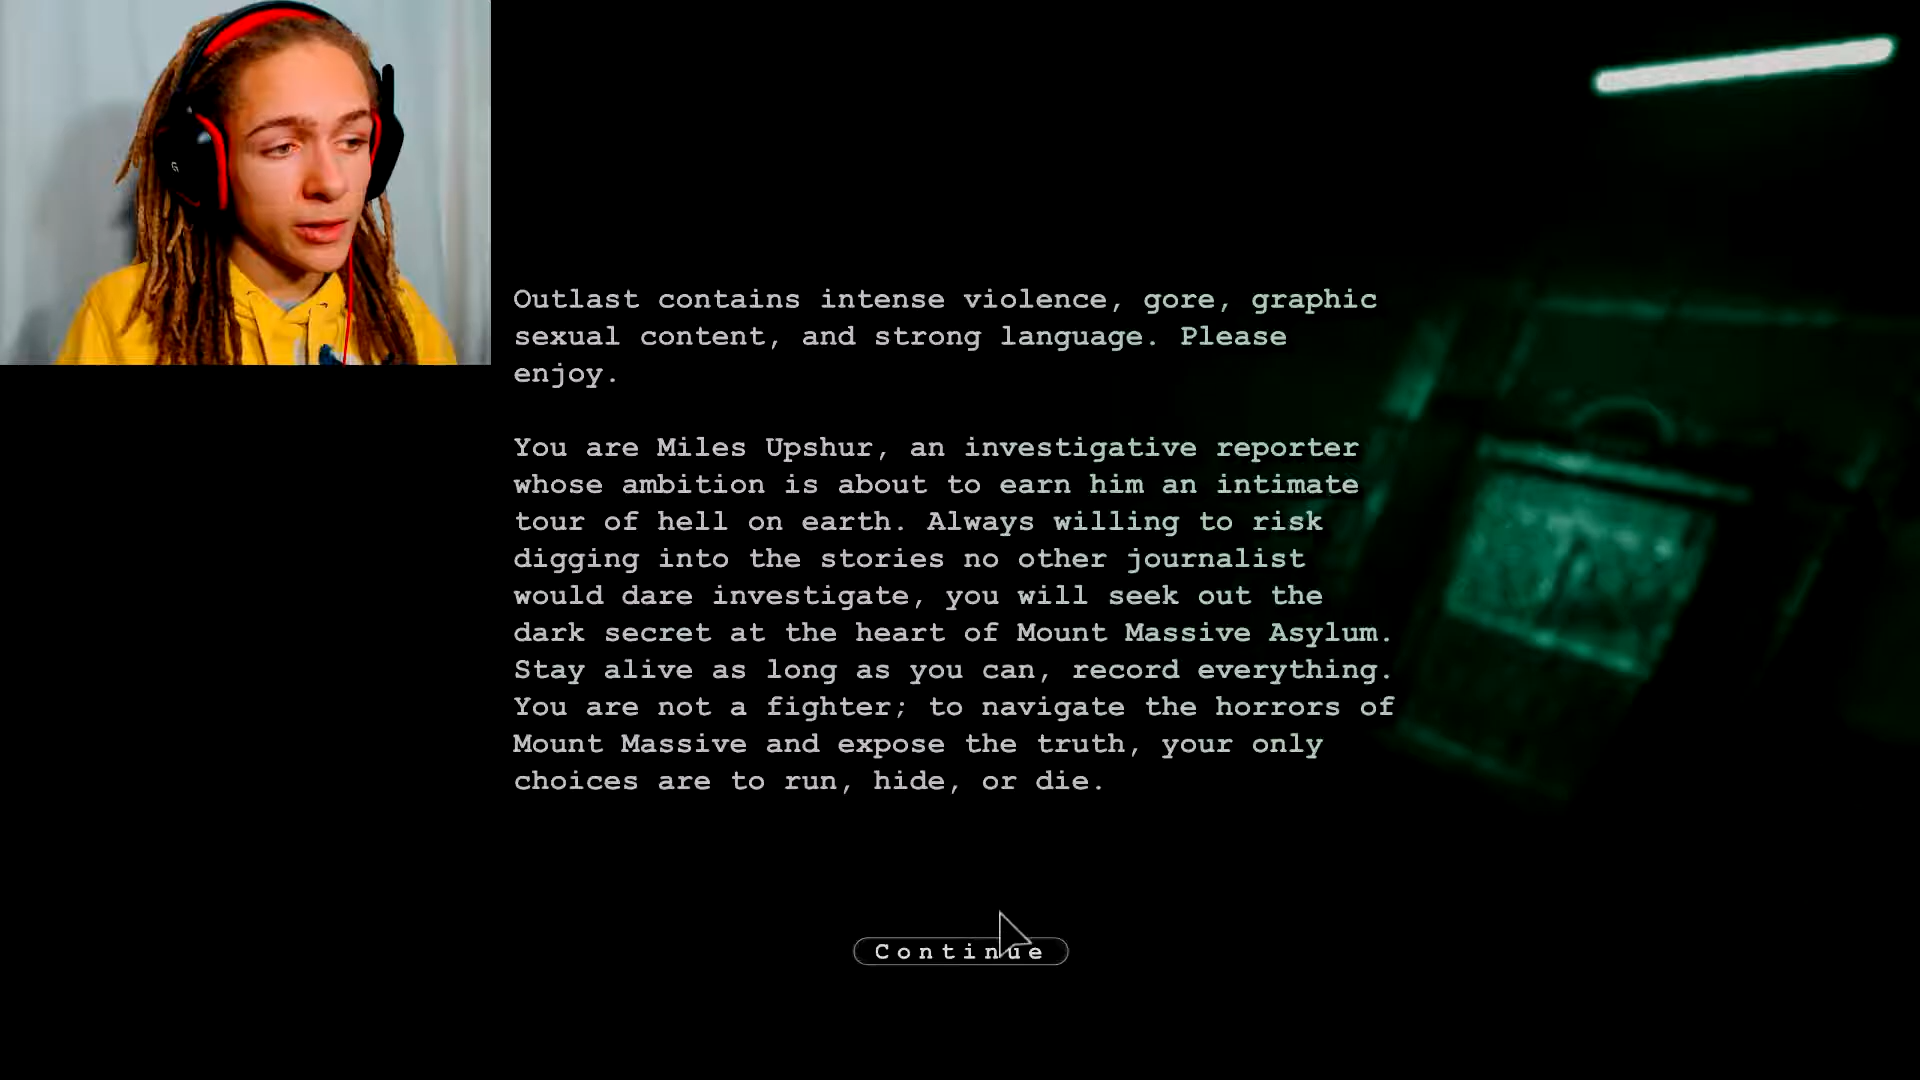 Outlast contains intense violence, gore, graphic
sexual content, and strong language. Please
enjoy.
You are Miles Upshur, an investigative reporter
whose ambition is about to earn him an intimate
tour of hell on earth. Always willing to risk
digging into the stories no other journalist
would dare investigate, you will seek out the
dark secret at the heart of Mount Massive Asylum.
Stay alive as long as you can, record everything.
You are not a fighter; to navigate the horrors of
Mount Massive and expose the truth, your only
choices are to run, hide, or die.
Continue